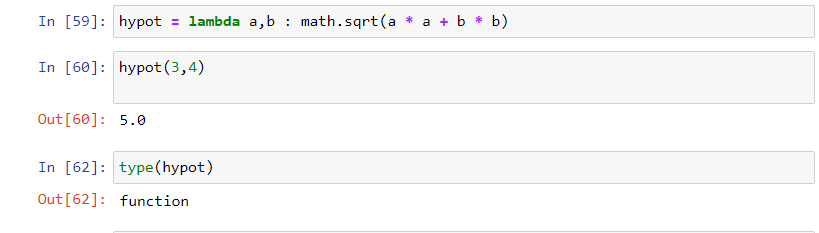 In [59]: hypot = lambda a,b : math.sqrt(a * a + b * b)
In [60]: hypot(3,4)
Out[60]: 5.0
In [62]: type(hypot)
Out[62]: function